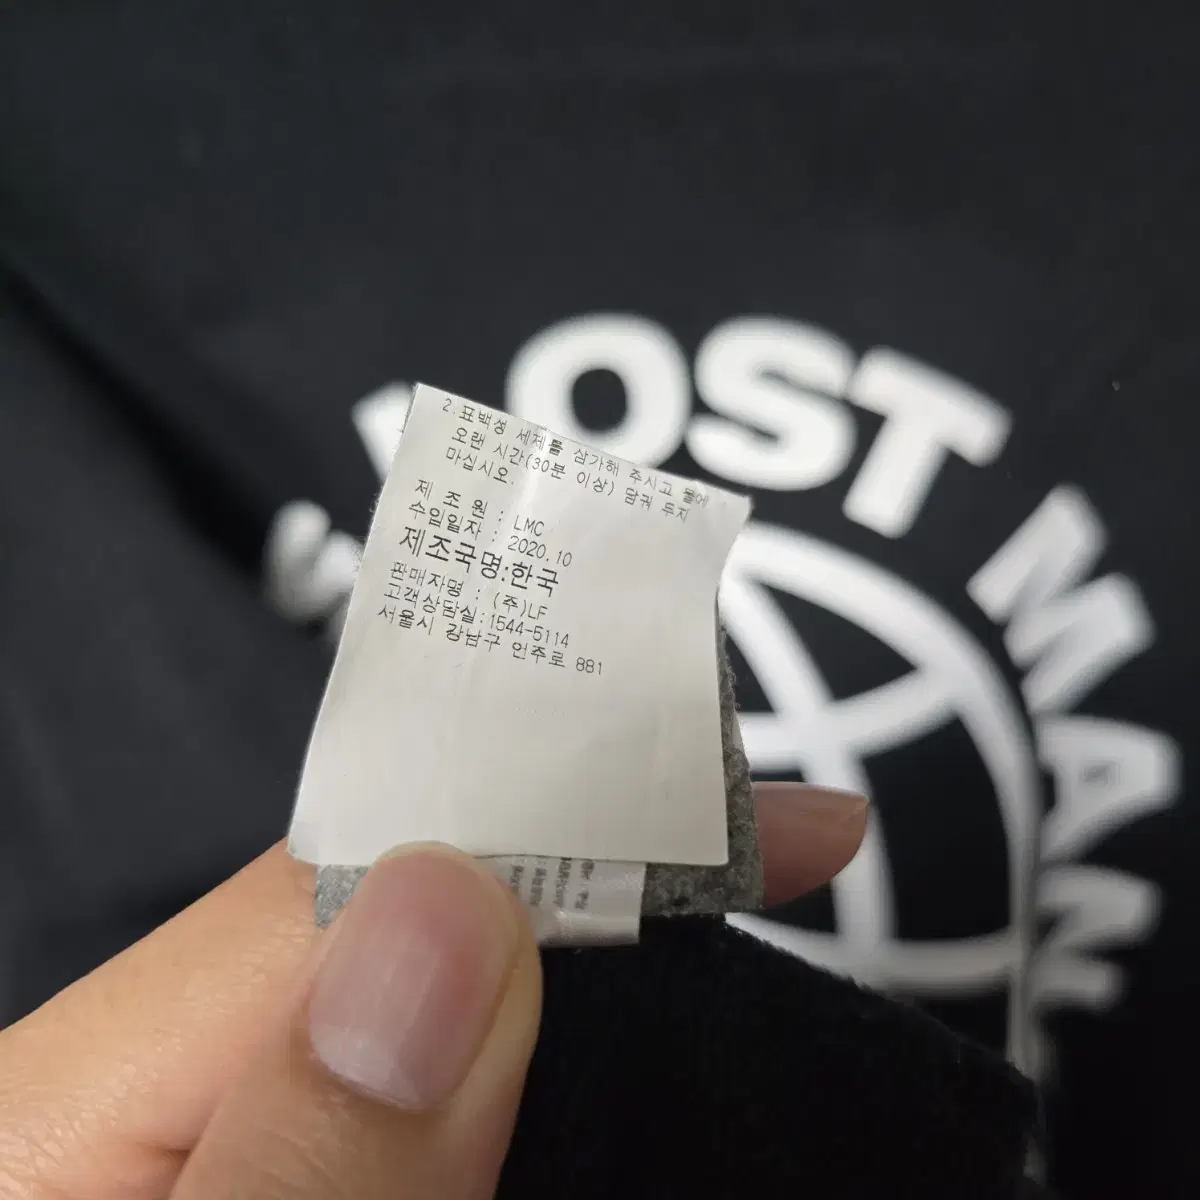 LOST MAN
2.표백성 세제를 삼가해 주시고 물에
오랜 시간(30분 이상) 담궈 두지
마십시오.
제 조 원 : LMC
수입일자 : 2020.10
제조국명:한국
판매자명 : (주)LF
고객상담실:1544-5114
서울시 강남구 언주로 881